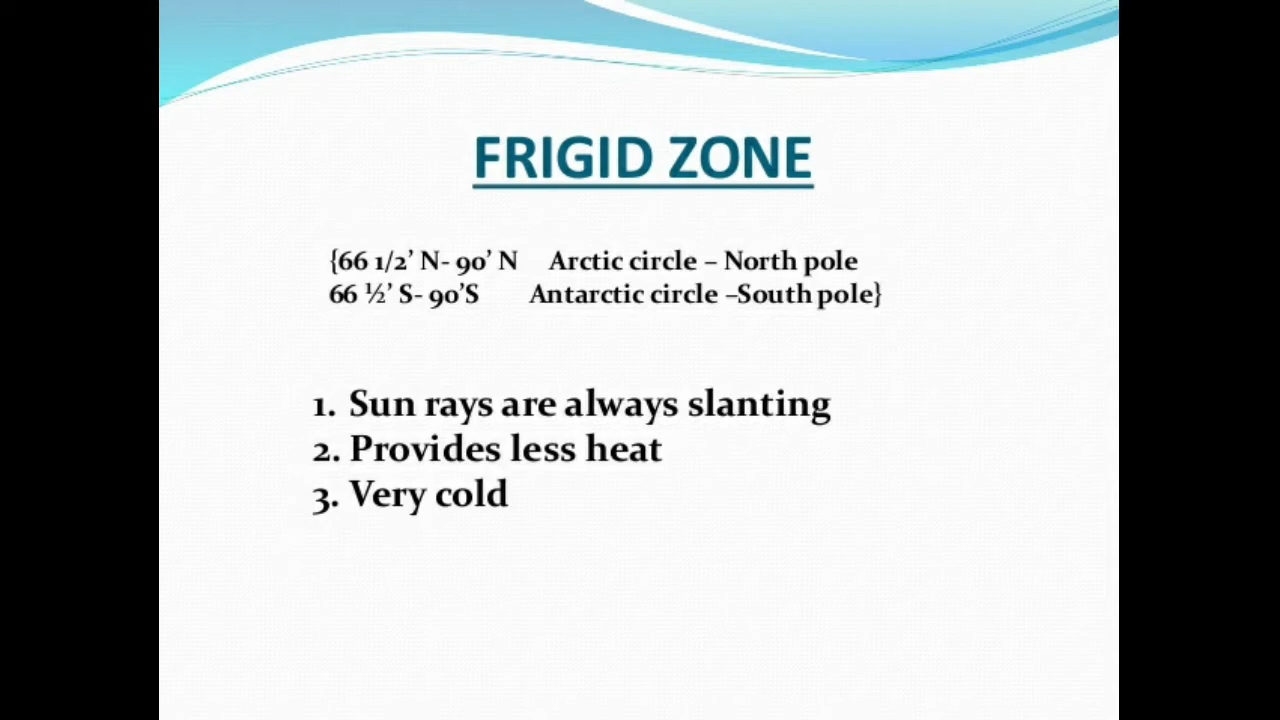 FRIGID ZONE
{66 1/2’ N- 90’ N Arctic circle – North pole
66 ½’ S- 90’S Antarctic circle –South pole}
1. Sun rays are always slanting
2. Provides less heat
3. Very cold